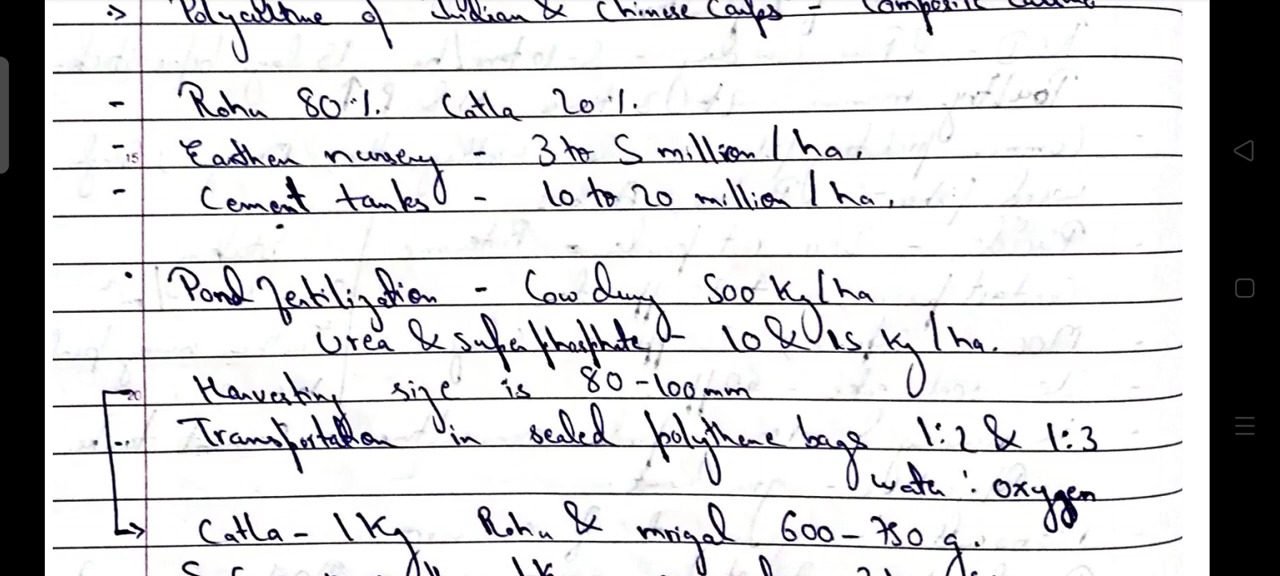 :> Polyculture of Indian & Chinese Carps - Composite Culture
- Rohu 80%. Catla 20%.
- Earthen nursery - 3 to 5 million/ha.
- Cement tanks - 10 to 20 million/ha.
• Pond fertilization - Cow dung 500 Kg/ha
Urea & superphosphate - 10 & 15 Kg/ha.
Harvesting size is 80-100mm
Transportation in sealed polythene bags 1:2 & 1:3
water : oxygen
Catla - 1 Kg Rohu & mrigal 600-750 g.